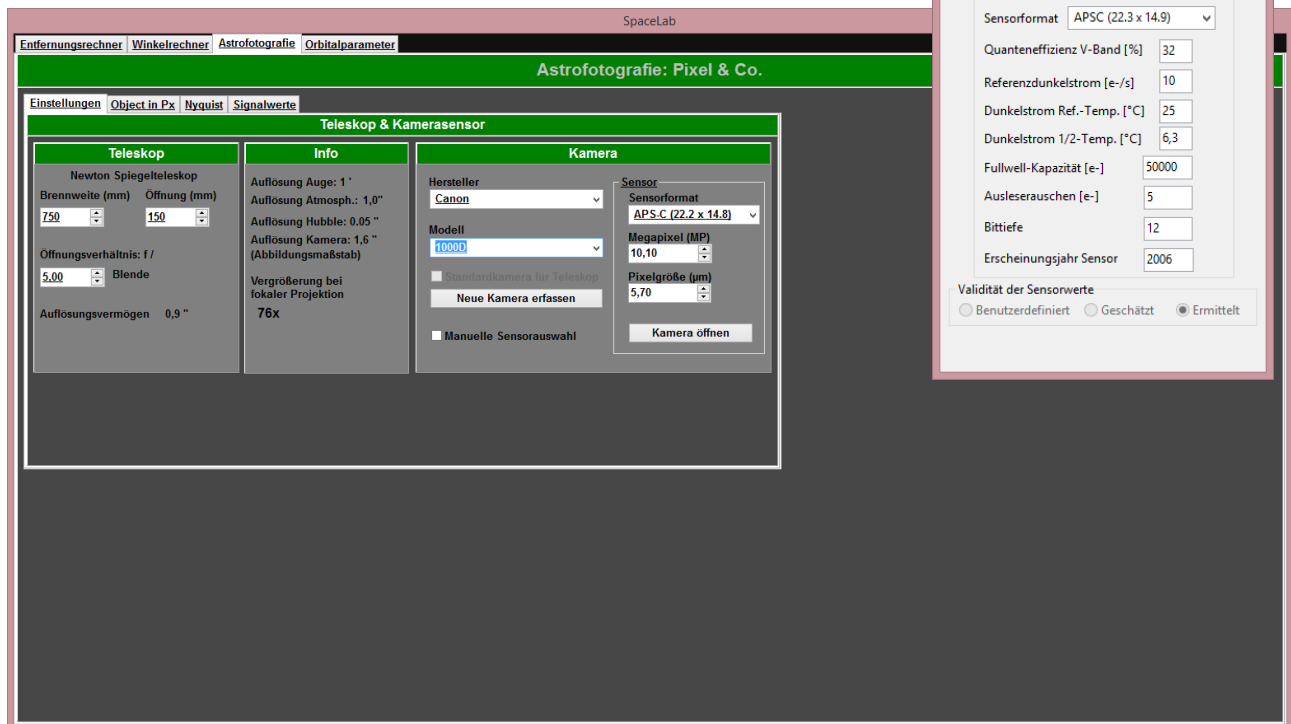 SpaceLab
Entfernungsrechner Winkelrechner Astrofotografie Orbitalparameter
Astrofotografie: Pixel & Co.
Einstellungen Object in Px Nyquist Signalwerte
Teleskop & Kamerasensor
Teleskop
Newton Spiegelteleskop
Brennweite (mm) Öffnung (mm)
750 150
Öffnungsverhältnis: f /
5,00 Blende
Auflösungsvermögen 0,9 "
Info
Auflösung Auge: 1 '
Auflösung Atmosph.: 1,0"
Auflösung Hubble: 0.05 "
Auflösung Kamera: 1,6 "
(Abbildungsmaßstab)
Vergrößerung bei
fokaler Projektion
76x
Kamera
Hersteller
Canon
Modell
1000D
Standardkamera für Teleskop
Neue Kamera erfassen
Manuelle Sensorauswahl
Sensor
Sensorformat
APS-C (22.2 x 14.8)
Megapixel (MP)
10,10
Pixelgröße (µm)
5,70
Kamera öffnen
Sensorformat APSC (22.3 x 14.9)
Quanteneffizienz V-Band [%] 32
Referenzdunkelstrom [e-/s] 10
Dunkelstrom Ref.-Temp. [°C] 25
Dunkelstrom 1/2-Temp. [°C] 6,3
Fullwell-Kapazität [e-] 50000
Ausleserauschen [e-] 5
Bittiefe 12
Erscheinungsjahr Sensor 2006
Validität der Sensorwerte
Benutzerdefiniert Geschätzt Ermittelt